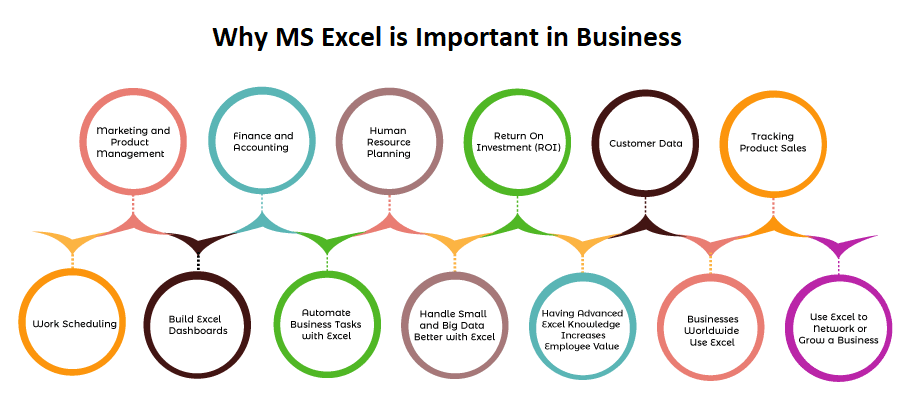 Why MS Excel is Important in Business
Marketing and
Product
Management
Finance and
Accounting
Human
Resource
Planning
Return On
Investment (ROI)
Customer Data
Tracking
Product Sales
Work Scheduling
Build Excel
Dashboards
Automate
Business Tasks
with Excel
Handle Small
and Big Data
Better with Excel
Having Advanced
Excel Knowledge
Increases
Employee Value
Businesses
Worldwide
Use Excel
Use Excel to
Network or
Grow a Business